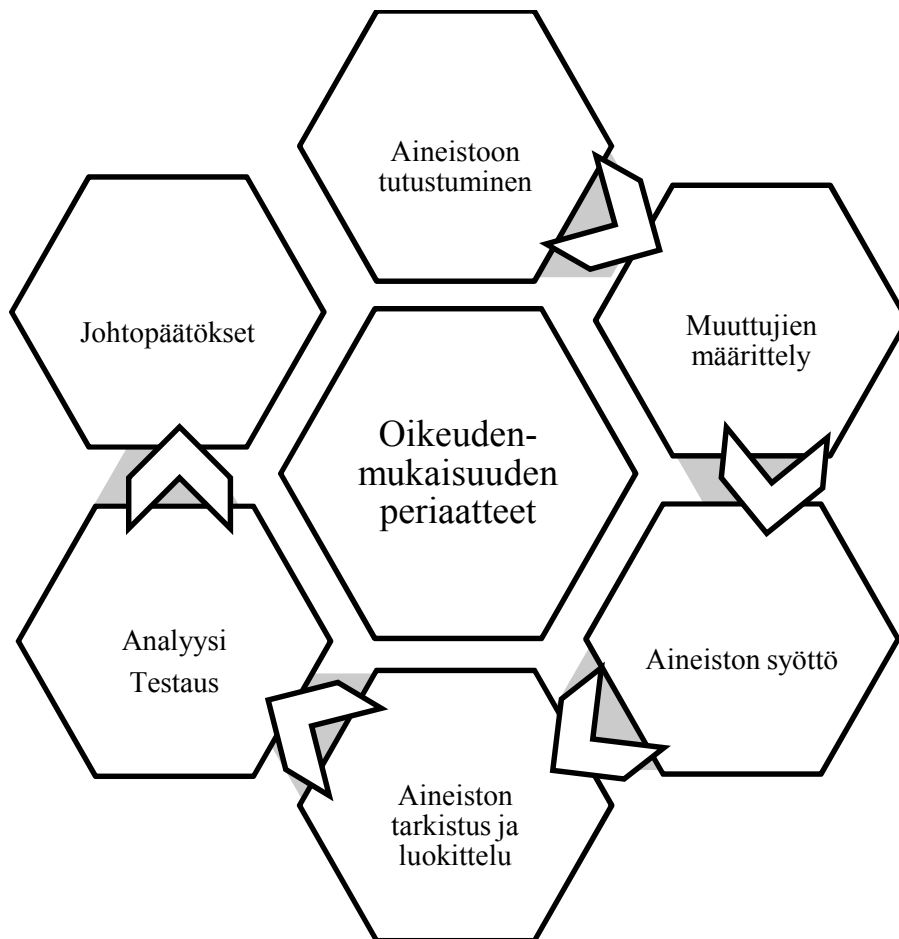 Aineistoon
tutustuminen
Muuttujien
määrittely
Aineiston syöttö
Aineiston
tarkistus ja
luokittelu
Analyysi
Testaus
Johtopäätökset
Oikeuden-
mukaisuuden
periaatteet